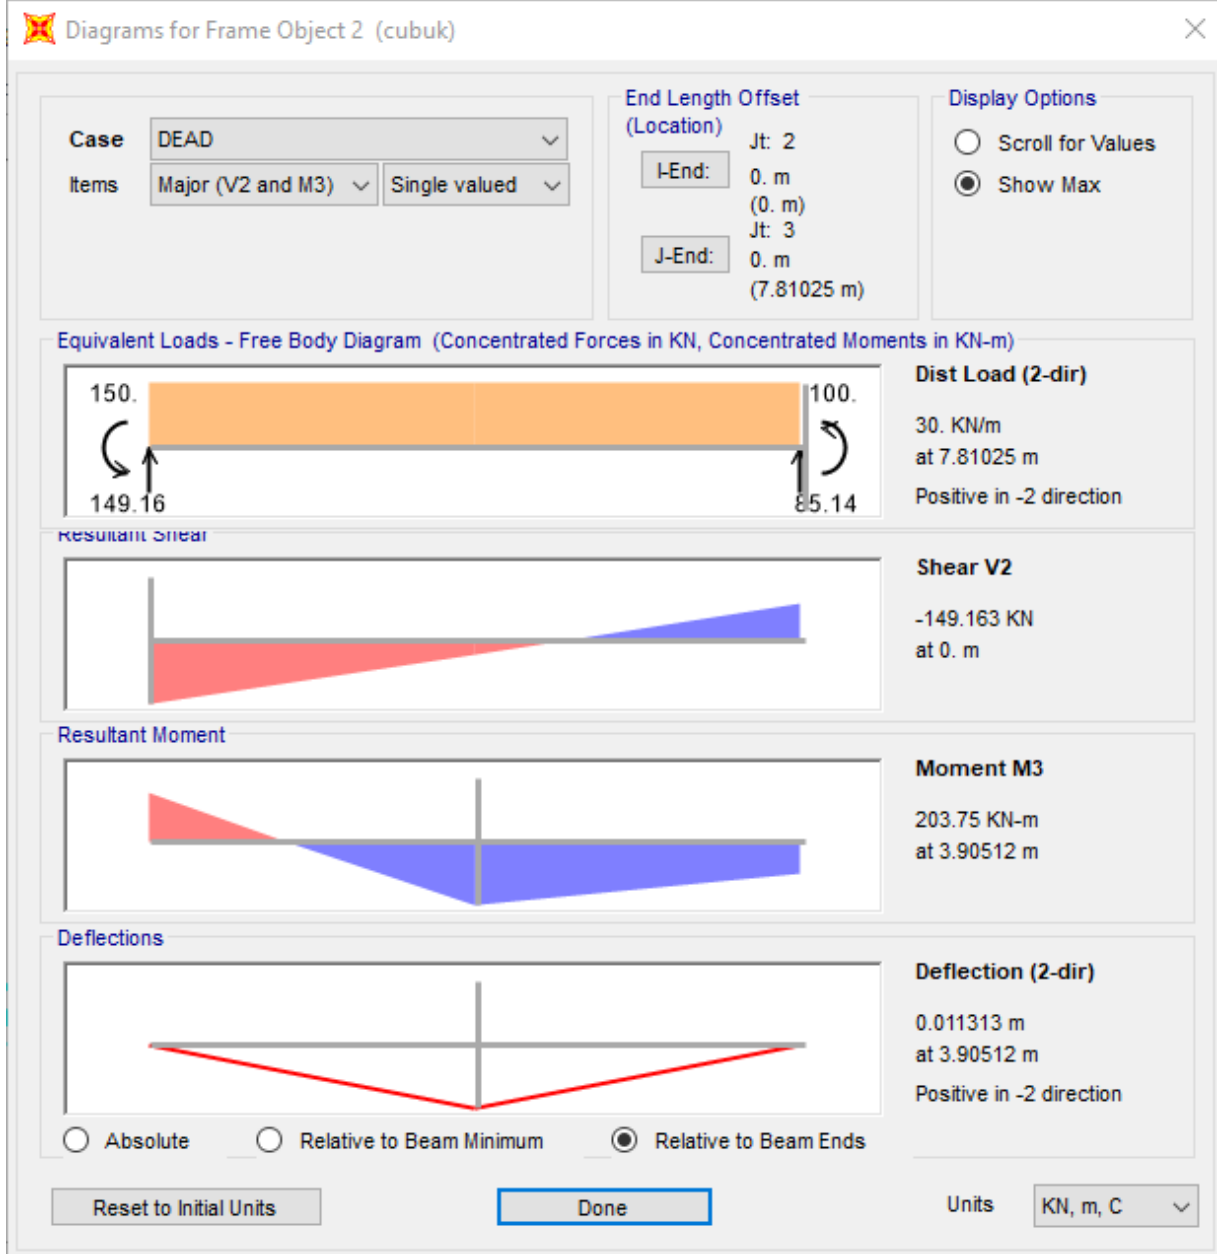 Diagrams for Frame Object 2 (cubuk)
Case DEAD
Items Major (V2 and M3) Single valued
End Length Offset
(Location)
I-End:
Jt: 2
0. m
(0. m)
J-End:
Jt: 3
0. m
(7.81025 m)
Display Options
Scroll for Values
Show Max
Equivalent Loads - Free Body Diagram (Concentrated Forces in KN, Concentrated Moments in KN-m)
150. 100.
149.16 85.14
Dist Load (2-dir)
30. KN/m
at 7.81025 m
Positive in -2 direction
Resultant Shear
Shear V2
-149.163 KN
at 0. m
Resultant Moment
Moment M3
203.75 KN-m
at 3.90512 m
Deflections
Deflection (2-dir)
0.011313 m
at 3.90512 m
Positive in -2 direction
Absolute Relative to Beam Minimum Relative to Beam Ends
Reset to Initial Units Done Units KN, m, C